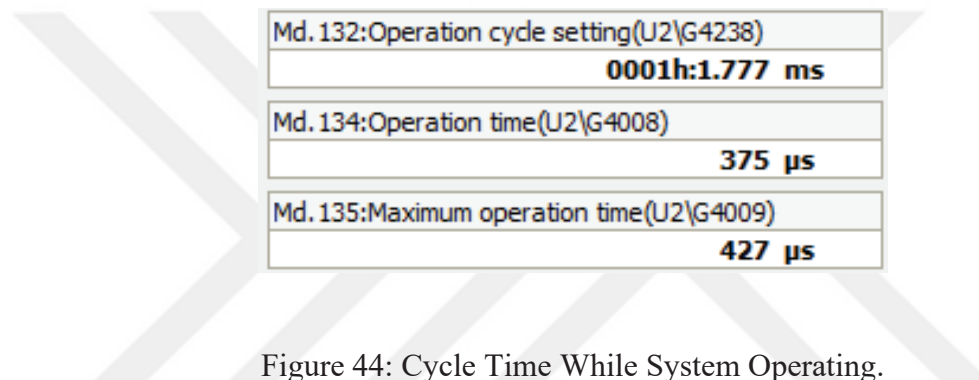 Md.132:Operation cycle setting(U2\G4238)
0001h:1.777 ms
Md.134:Operation time(U2\G4008)
375 µs
Md.135:Maximum operation time(U2\G4009)
427 µs
Figure 44: Cycle Time While System Operating.